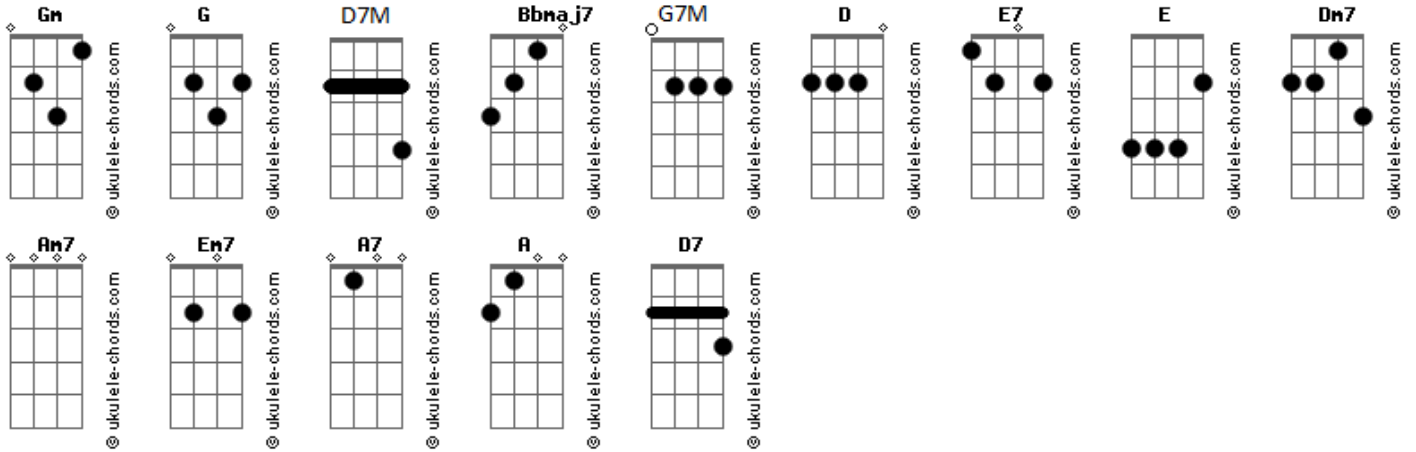 Gm G D7M Bbmaj7 G7M D E7 E Dm7
© ukulele-chords.com © ukulele-chords.com © ukulele-chords.com © ukulele-chords.com © ukulele-chords.com © ukulele-chords.com © ukulele-chords.com © ukulele-chords.com © ukulele-chords.com
Am7 Em7 A7 A D7
© ukulele-chords.com © ukulele-chords.com © ukulele-chords.com © ukulele-chords.com © ukulele-chords.com